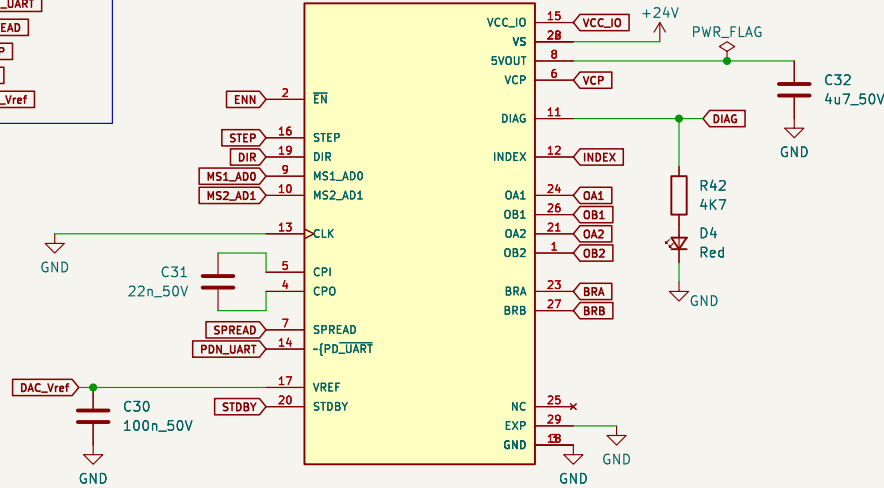 _UART
EAD
P
_Vref
VCC_IO 15 VCC_IO
+24V
VS 28
PWR_FLAG
5VOUT 8
VCP 6 VCP
C32
4u7_50V
GND
ENN 2 EN
DIAG 11 DIAG
STEP 16 STEP
DIR 19 DIR
INDEX 12 INDEX
MS1_AD0 9 MS1_AD0
MS2_AD1 10 MS2_AD1
R42
4K7
OA1 24 OA1
OB1 26 OB1
OA2 21 OA2
OB2 1 OB2
D4
Red
GND
13 CLK
GND
C31
22n_50V
5 CPI
4 CPO
BRA 23 BRA
BRB 27 BRB
SPREAD 7 SPREAD
PDN_UART 14 ~{PD_UART
DAC_Vref 17 VREF
STDBY 20 STDBY
C30
100n_50V
GND
NC 25
EXP 29
GND
GND
GND